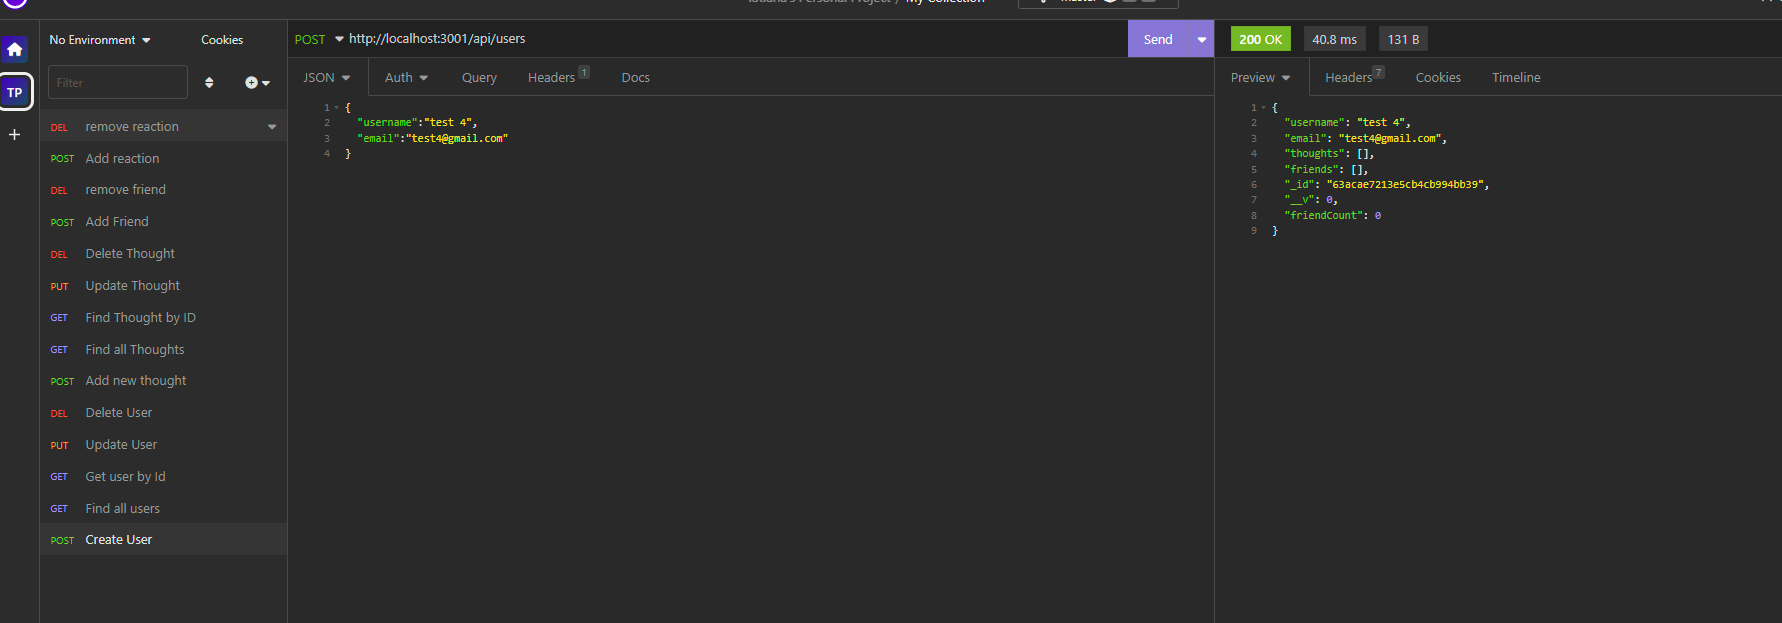 My Collection
No Environment
Cookies
Filter
TP
DEL remove reaction
POST Add reaction
DEL remove friend
POST Add Friend
DEL Delete Thought
PUT Update Thought
GET Find Thought by ID
GET Find all Thoughts
POST Add new thought
DEL Delete User
PUT Update User
GET Get user by Id
GET Find all users
POST Create User
POST http://localhost:3001/api/users
Send
JSON Auth Query Headers 1 Docs
1 {
2 "username":"test 4",
3 "email":"test4@gmail.com"
4 }
200 OK 40.8 ms 131 B
Preview Headers 7 Cookies Timeline
1 {
2 "username": "test 4",
3 "email": "test4@gmail.com",
4 "thoughts": [],
5 "friends": [],
6 "_id": "63acae7213e5cb4cb994bb39",
7 "__v": 0,
8 "friendCount": 0
9 }